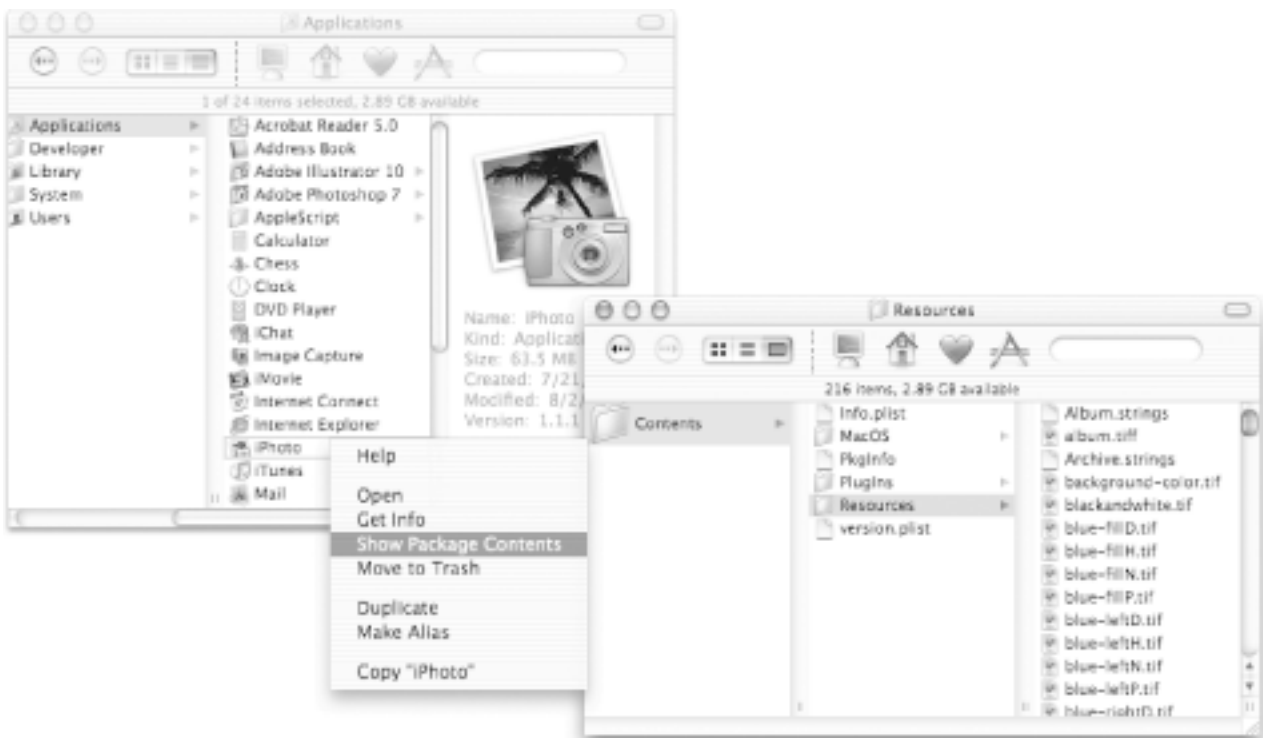 Applications
1 of 24 items selected, 2.89 GB available
Applications
Developer
Library
System
Users
Acrobat Reader 5.0
Address Book
Adobe Illustrator 10
Adobe Photoshop 7
AppleScript
Calculator
Chess
Clock
DVD Player
iChat
Image Capture
iMovie
Internet Connect
Internet Explorer
iPhoto
iTunes
Mail
Name: iPhoto
Kind: Applicati
Size: 63.5 MB
Created: 7/21/
Modified: 8/2/
Version: 1.1.1
Help
Open
Get Info
Show Package Contents
Move to Trash
Duplicate
Make Alias
Copy "iPhoto"
Resources
216 items, 2.89 GB available
Contents
Info.plist
MacOS
PkgInfo
PlugIns
Resources
version.plist
Album.strings
album.tiff
Archive.strings
background-color.tif
blackandwhite.tif
blue-fillD.tif
blue-fillH.tif
blue-fillN.tif
blue-fillP.tif
blue-leftD.tif
blue-leftH.tif
blue-leftN.tif
blue-leftP.tif
blue-rightD.tif